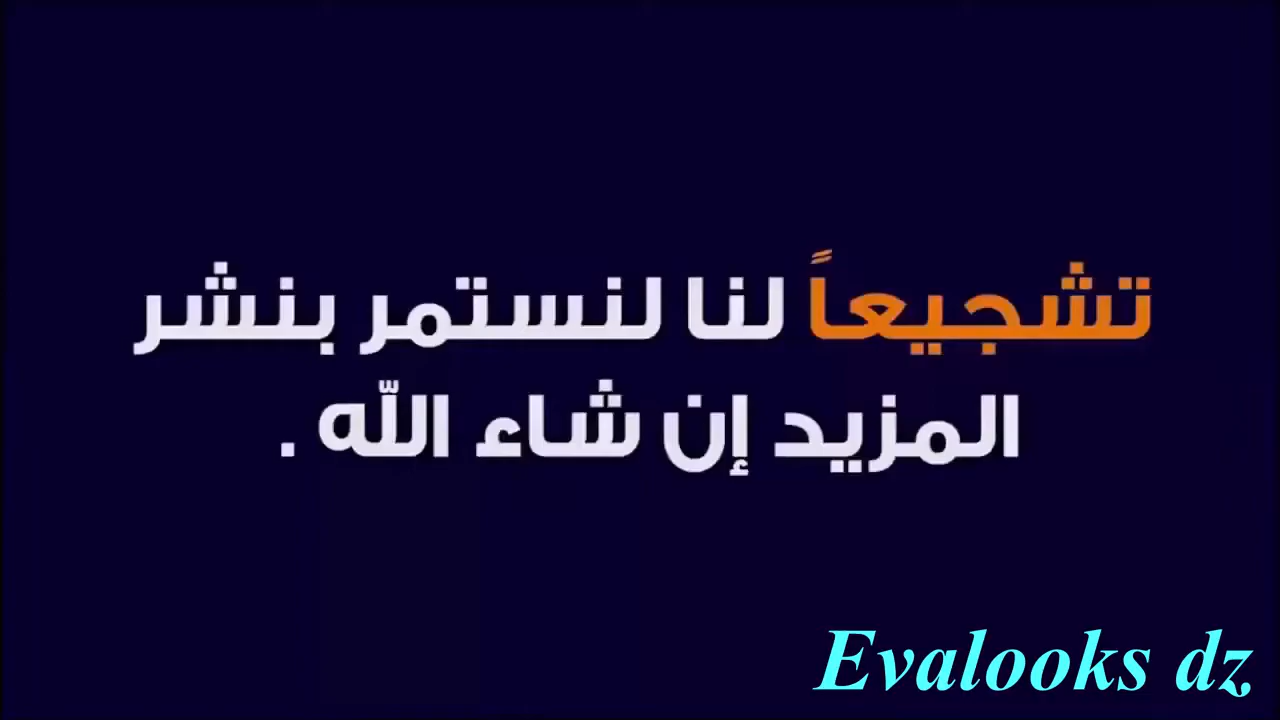 تشجيعاً لنا لنستمر بنشر
المزيد إن شاء الله .
Evalooks dz